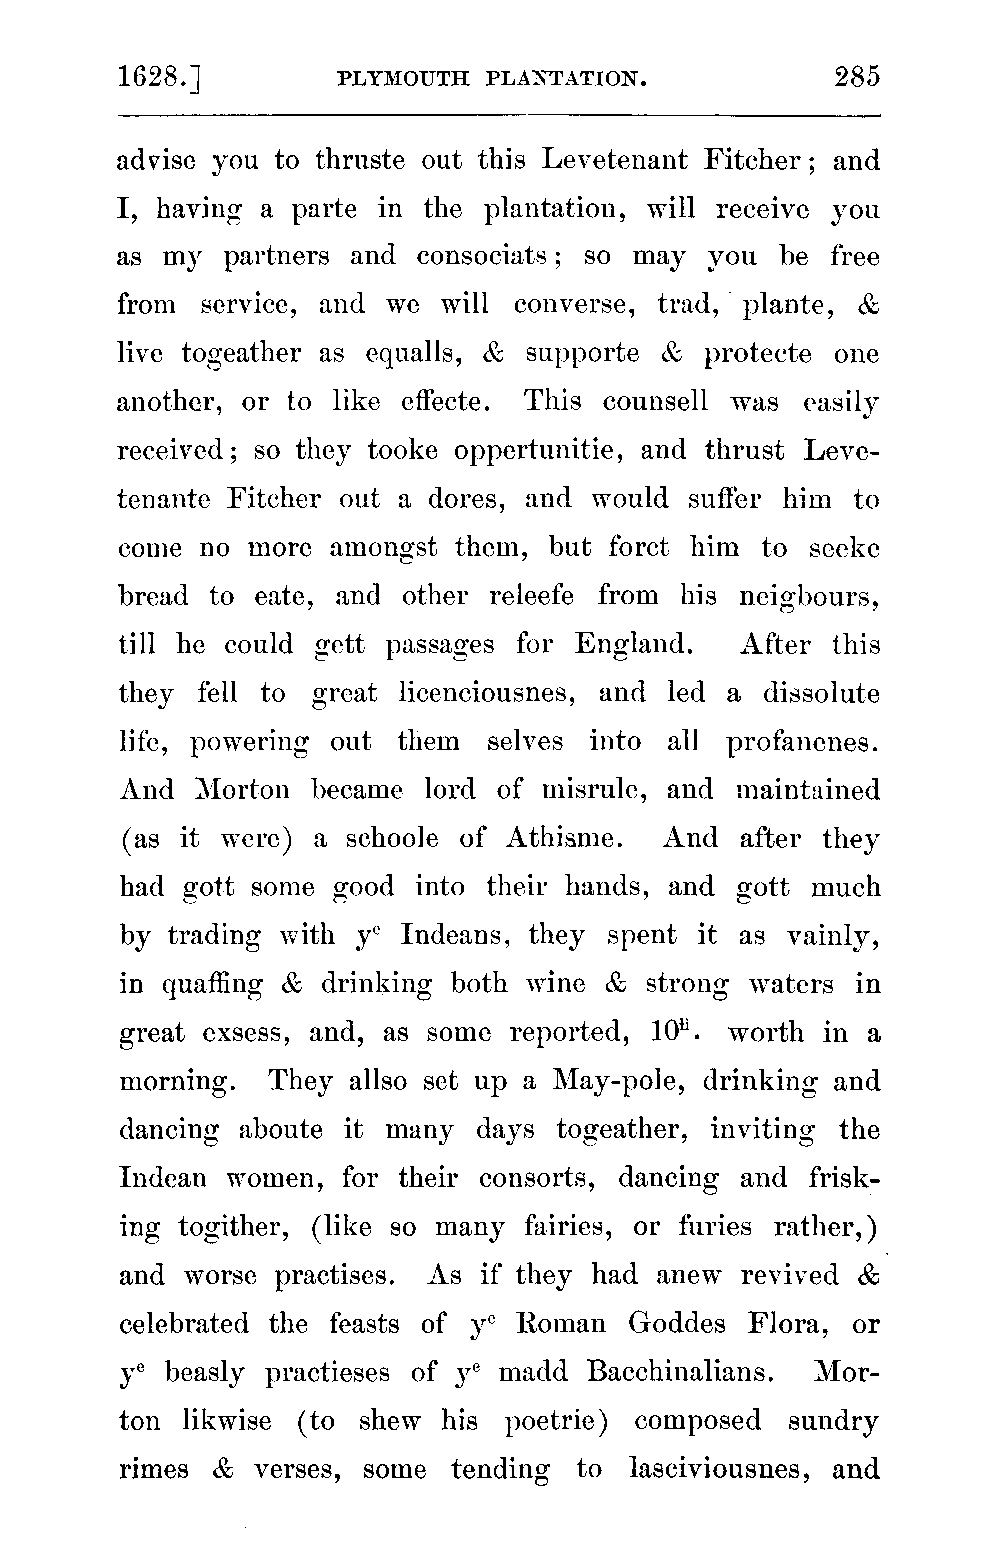 1628.] PLYMOUTH PLANTATION. 285
advise you to thruste out this Levetenant Fitcher; and
I, having a parte in the plantation, will receive you
as my partners and consociats; so may you be free
from service, and we will converse, trad, plante, &
live togeather as equalls, & supporte & protecte one
another, or to like effecte. This counsell was easily
received; so they tooke oppertunitie, and thrust Leve-
tenante Fitcher out a dores, and would suffer him to
come no more amongst them, but forct him to seeke
bread to eate, and other releefe from his neigbours,
till he could gett passages for England. After this
they fell to great licenciousnes, and led a dissolute
life, powering out them selves into all profanenes.
And Morton became lord of misrule, and maintained
(as it were) a schoole of Athisme. And after they
had gott some good into their hands, and gott much
by trading with yᵉ Indeans, they spent it as vainly,
in quaffing & drinking both wine & strong waters in
great exsess, and, as some reported, 10ˡⁱ. worth in a
morning. They allso set up a May-pole, drinking and
dancing aboute it many days togeather, inviting the
Indean women, for their consorts, dancing and frisk-
ing togither, (like so many fairies, or furies rather,)
and worse practises. As if they had anew revived &
celebrated the feasts of yᵉ Roman Goddes Flora, or
yᵉ beasly practieses of yᵉ madd Bacchinalians. Mor-
ton likwise (to shew his poetrie) composed sundry
rimes & verses, some tending to lasciviousnes, and